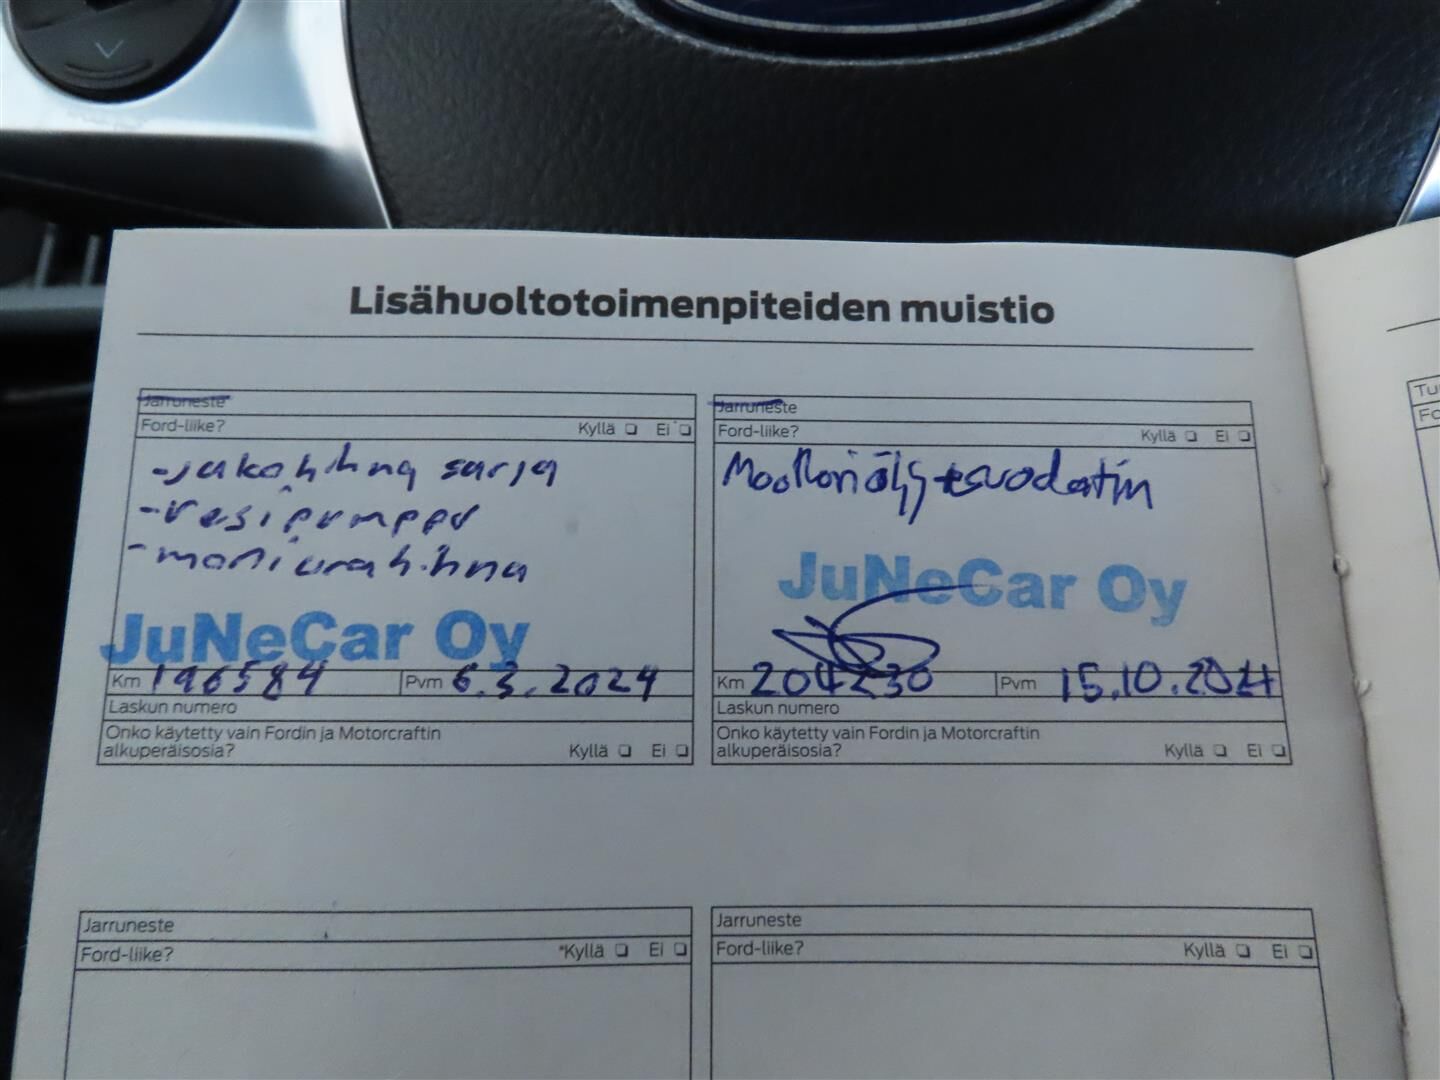 Lisähuoltotoimenpiteiden muistio
Jarruneste
Ford-liike? Kyllä ❏ Ei ❏
-jakohihna sarja
-vesipumppu
-moniurahihna
JuNeCar Oy
Km 196584 Pvm 6.3.2024
Laskun numero
Onko käytetty vain Fordin ja Motorcraftin
alkuperäisosia? Kyllä ❏ Ei ❏
Jarruneste
Ford-liike? Kyllä ❏ Ei ❏
Moottoriöljy+suodatin
JuNeCar Oy
Km 204230 Pvm 15.10.2024
Laskun numero
Onko käytetty vain Fordin ja Motorcraftin
alkuperäisosia? Kyllä ❏ Ei ❏
Jarruneste
Ford-liike? Kyllä ❏ Ei ❏
Jarruneste
Ford-liike? Kyllä ❏ Ei ❏